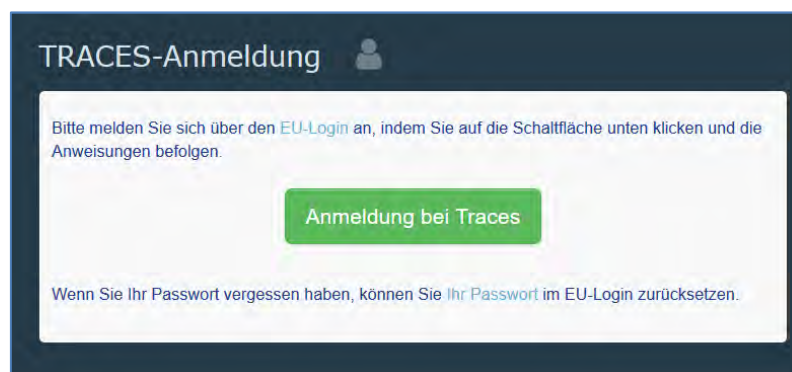 TRACES-Anmeldung
Bitte melden Sie sich über den EU-Login an, indem Sie auf die Schaltfläche unten klicken und die
Anweisungen befolgen.
Anmeldung bei Traces
Wenn Sie Ihr Passwort vergessen haben, können Sie Ihr Passwort im EU-Login zurücksetzen.